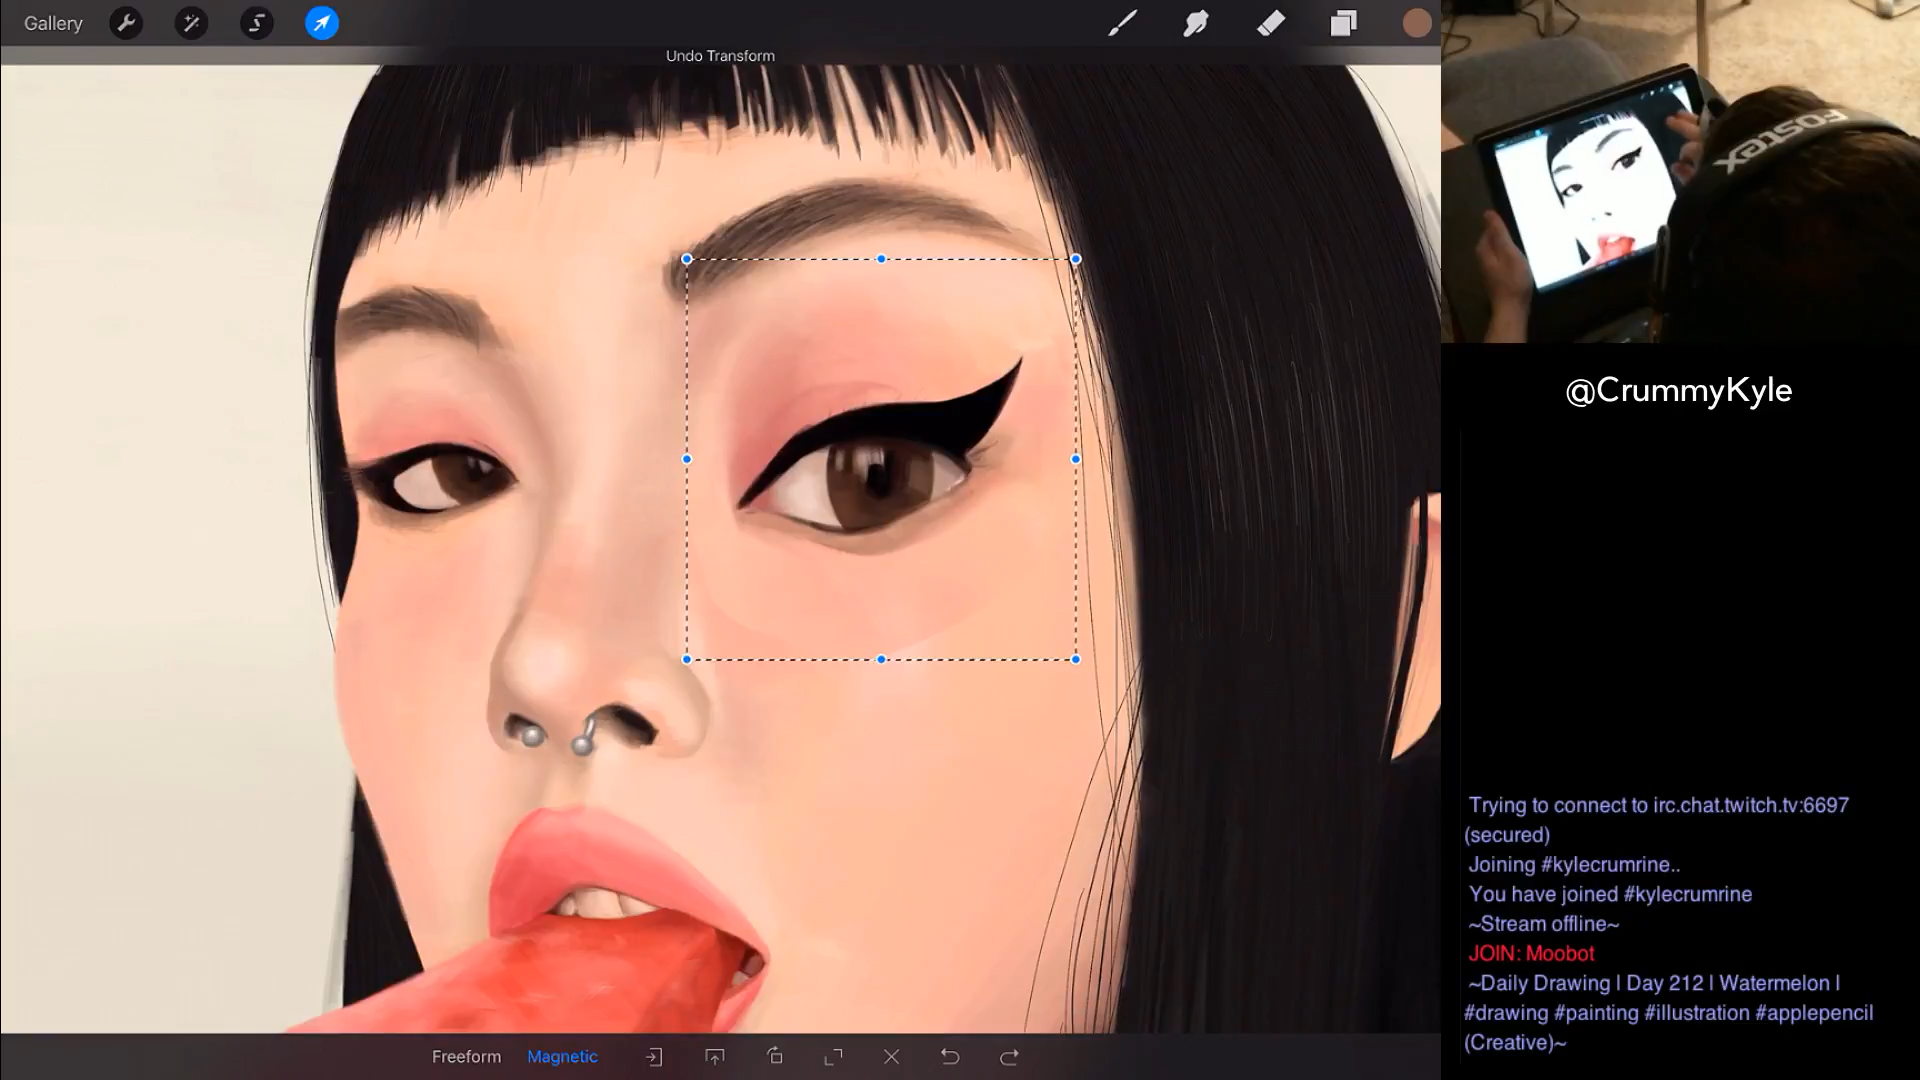 Gallery
Undo Transform
FOSTEX
@CrummyKyle
Trying to connect to irc.chat.twitch.tv:6697
(secured)
Joining #kylecrumrine..
You have joined #kylecrumrine
~Stream offline~
JOIN: Moobot
~Daily Drawing | Day 212 | Watermelon |
#drawing #painting #illustration #applepencil
(Creative)~
Freeform Magnetic